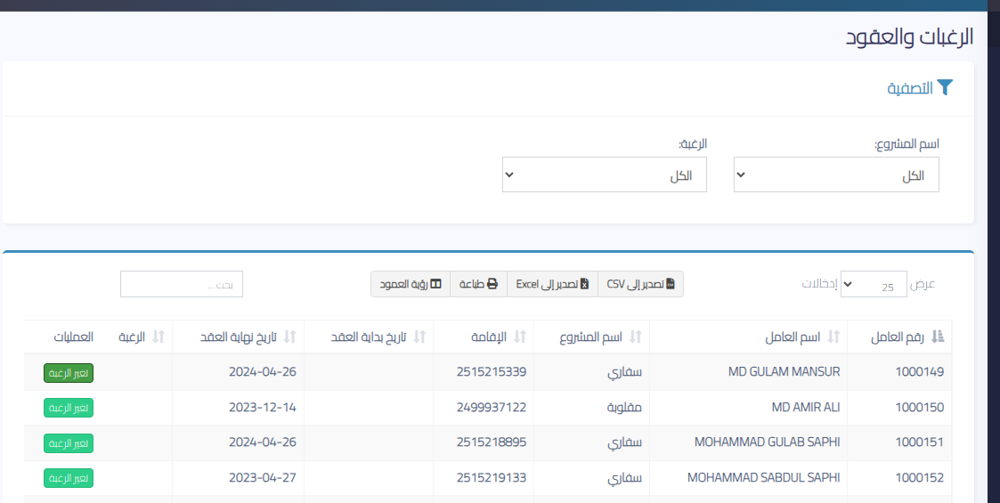 الرغبات والعقود
التصفية
اسم المشروع: الرغبة:
الكل الكل
عرض 25 إدخالات تصدير إلى CSV تصدير إلى Excel طباعة رؤية العمود بحث ...
رقم العامل اسم العامل اسم المشروع الإقامة تاريخ بداية العقد تاريخ نهاية العقد الرغبة العمليات
1000149 MD GULAM MANSUR سفاري 2515215339 2024-04-26 تغير الرغبة
1000150 MD AMIR ALI مقلوبة 2499937122 2023-12-14 تغير الرغبة
1000151 MOHAMMAD GULAB SAPHI سفاري 2515218895 2024-04-26 تغير الرغبة
1000152 MOHAMMAD SABDUL SAPHI سفاري 2515219133 2023-04-27 تغير الرغبة